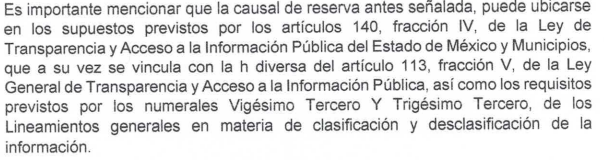 Es importante mencionar que la causal de reserva antes señalada, puede ubicarse
en los supuestos previstos por los artículos 140, fracción IV, de la Ley de
Transparencia y Acceso a la Información Pública del Estado de México y Municipios,
que a su vez se vincula con la h diversa del artículo 113, fracción V, de la Ley
General de Transparencia y Acceso a la Información Pública, así como los requisitos
previstos por los numerales Vigésimo Tercero Y Trigésimo Tercero, de los
Lineamientos generales en materia de clasificación y desclasificación de la
información.